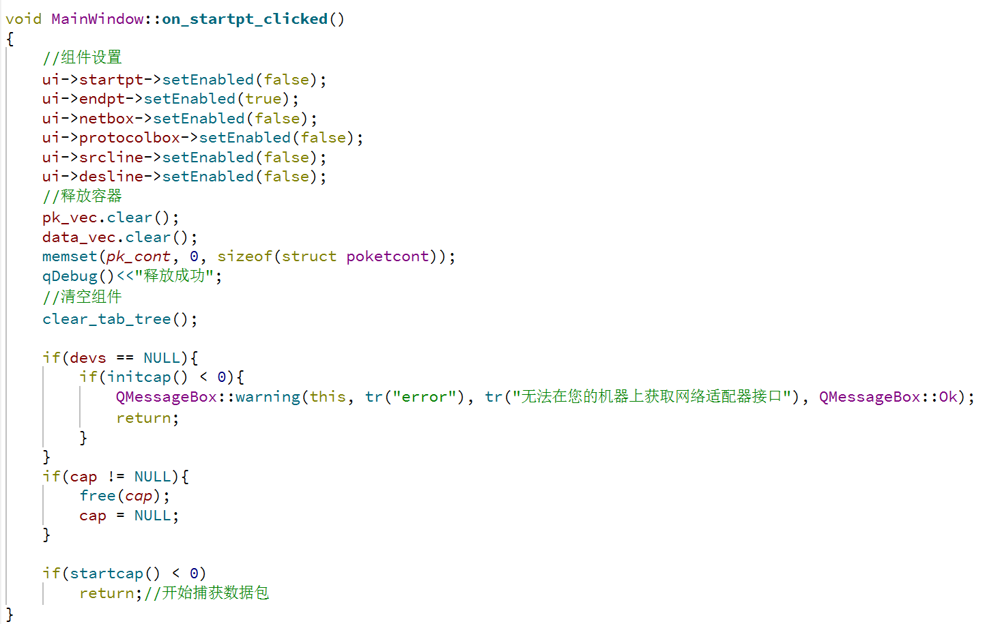 void MainWindow::on_startpt_clicked()
{
    //组件设置
    ui->startpt->setEnabled(false);
    ui->endpt->setEnabled(true);
    ui->netbox->setEnabled(false);
    ui->protocolbox->setEnabled(false);
    ui->srcline->setEnabled(false);
    ui->desline->setEnabled(false);
    //释放容器
    pk_vec.clear();
    data_vec.clear();
    memset(pk_cont, 0, sizeof(struct poketcont));
    qDebug()<<"释放成功";
    //清空组件
    clear_tab_tree();

    if(devs == NULL){
        if(initcap() < 0){
            QMessageBox::warning(this, tr("error"), tr("无法在您的机器上获取网络适配器接口"), QMessageBox::Ok);
            return;
        }
    }
    if(cap != NULL){
        free(cap);
        cap = NULL;
    }

    if(startcap() < 0)
        return;//开始捕获数据包
}